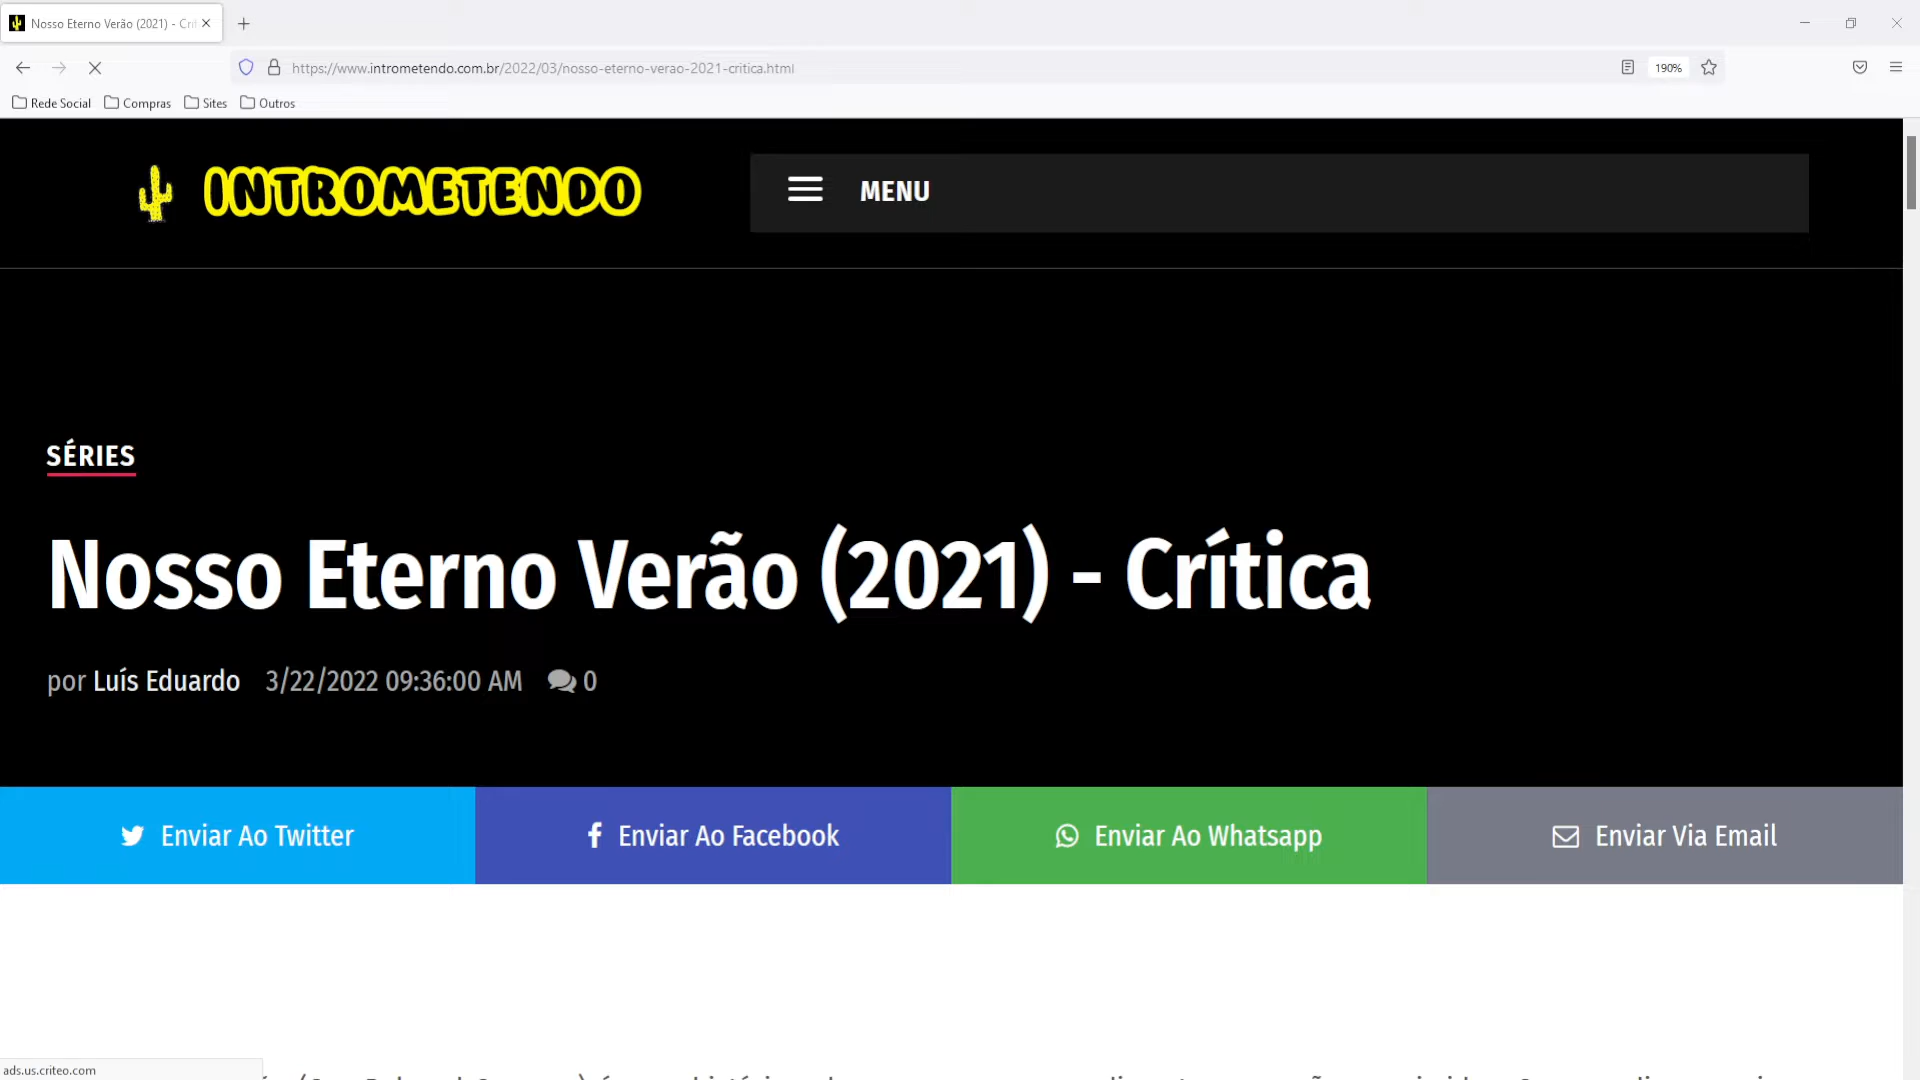 Nosso Eterno Verão (2021) - Crí
https://www.intrometendo.com.br/2022/03/nosso-eterno-verao-2021-critica.html
190%
Rede Social
Compras
Sites
Outros
INTROMETENDO
MENU
SÉRIES
Nosso Eterno Verão (2021) - Crítica
por Luís Eduardo 3/22/2022 09:36:00 AM 0
Enviar Ao Twitter
Enviar Ao Facebook
Enviar Ao Whatsapp
Enviar Via Email
ads.us.criteo.com